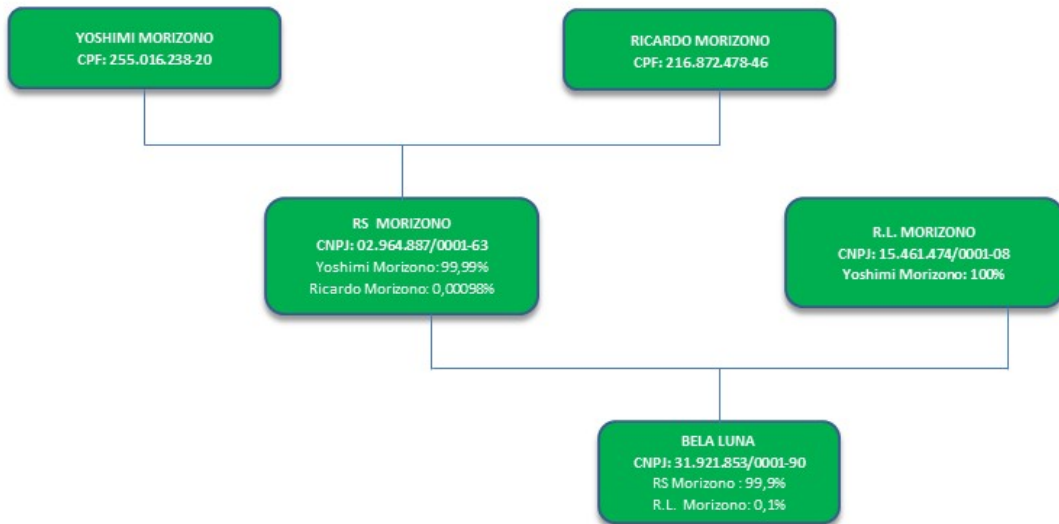 YOSHIMI MORIZONO
CPF: 255.016.238-20
RICARDO MORIZONO
CPF: 216.872.478-46
RS MORIZONO
CNPJ: 02.964.887/0001-63
Yoshimi Morizono: 99,99%
Ricardo Morizono: 0,00098%
R.L. MORIZONO
CNPJ: 15.461.474/0001-08
Yoshimi Morizono: 100%
BELA LUNA
CNPJ: 31.921.853/0001-90
RS Morizono : 99,9%
R.L. Morizono: 0,1%